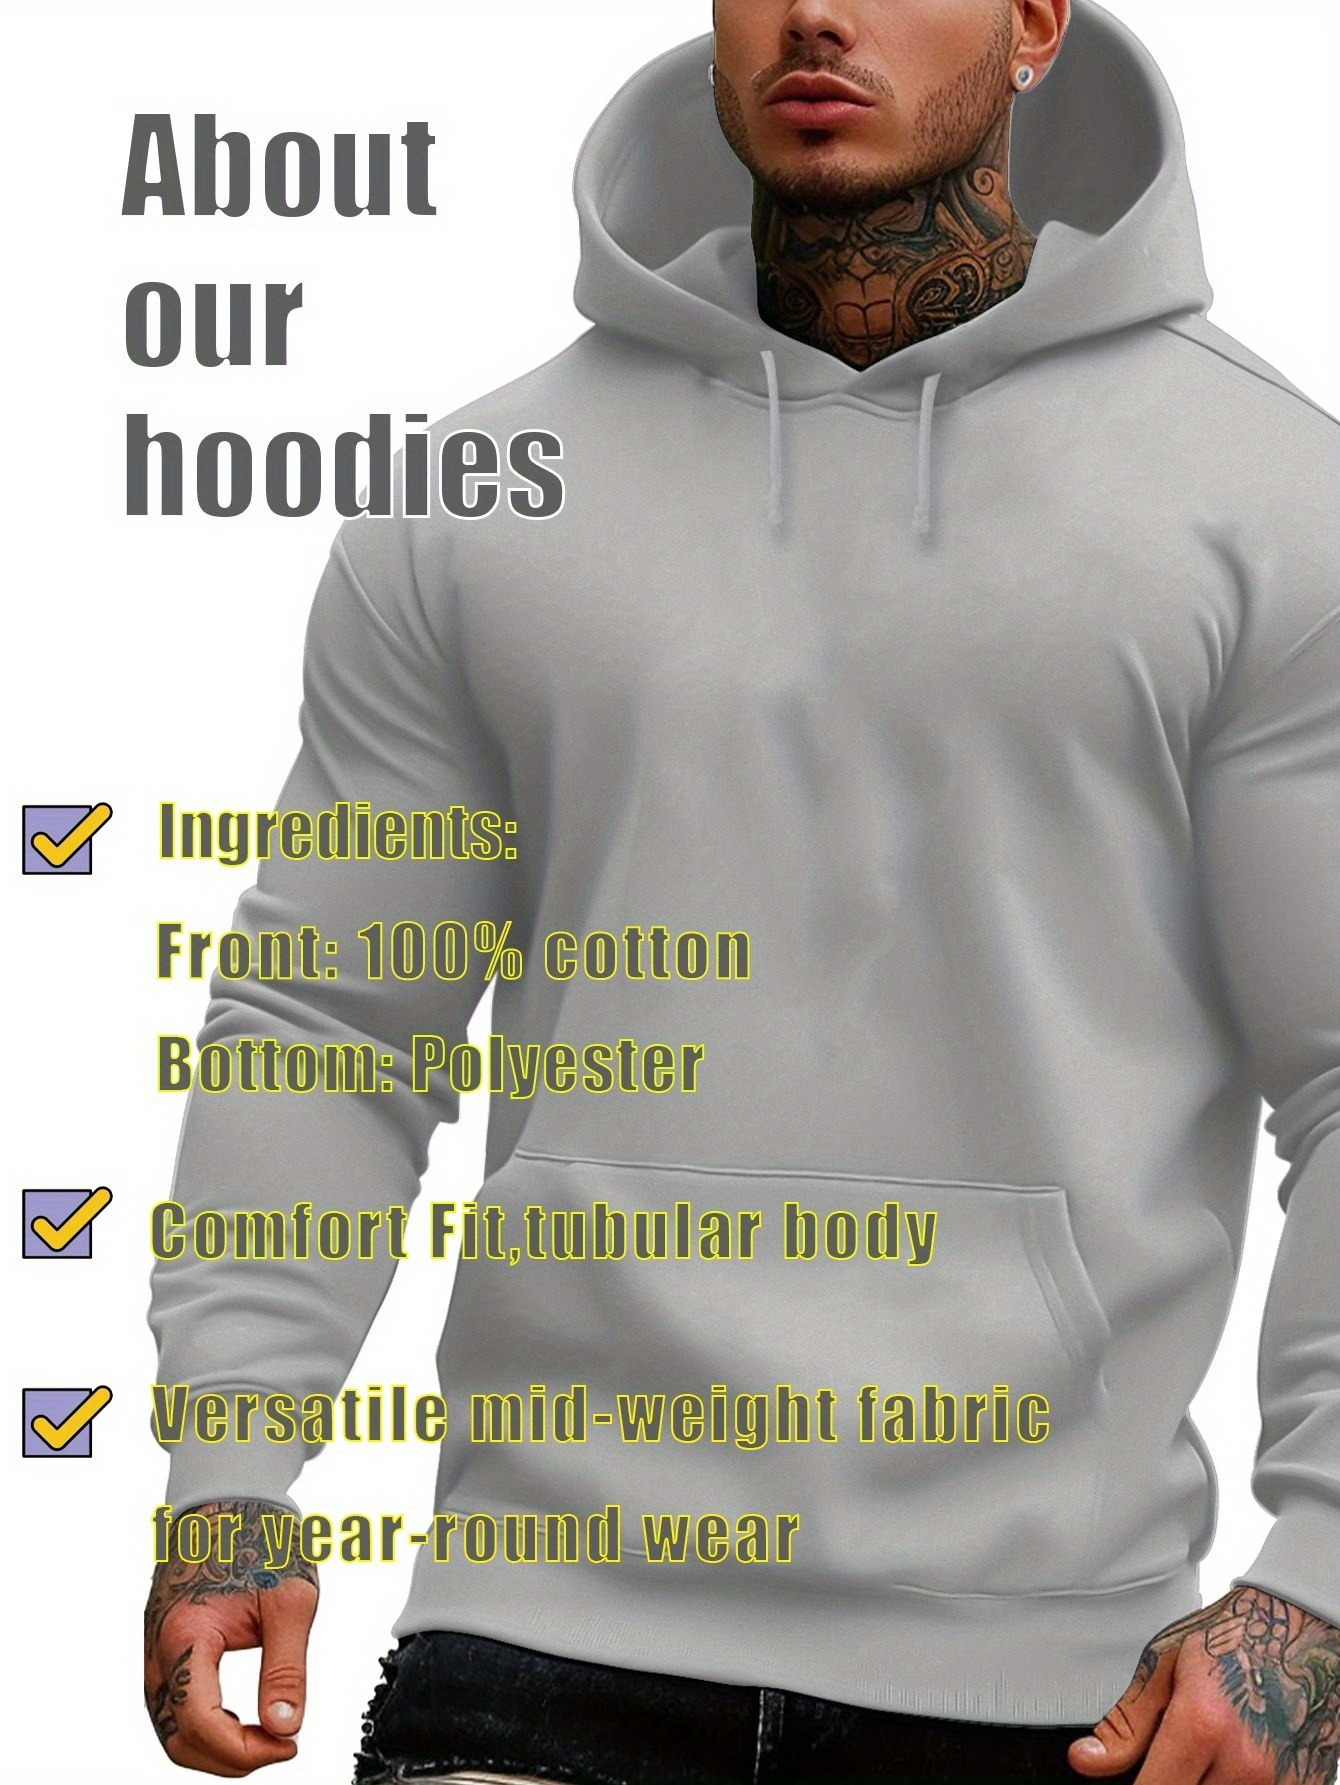 About
our
hoodies
Ingredients:
Front: 100% cotton
Bottom: Polyester
Comfort Fit,tubular body
Versatile mid-weight fabric
for year-round wear